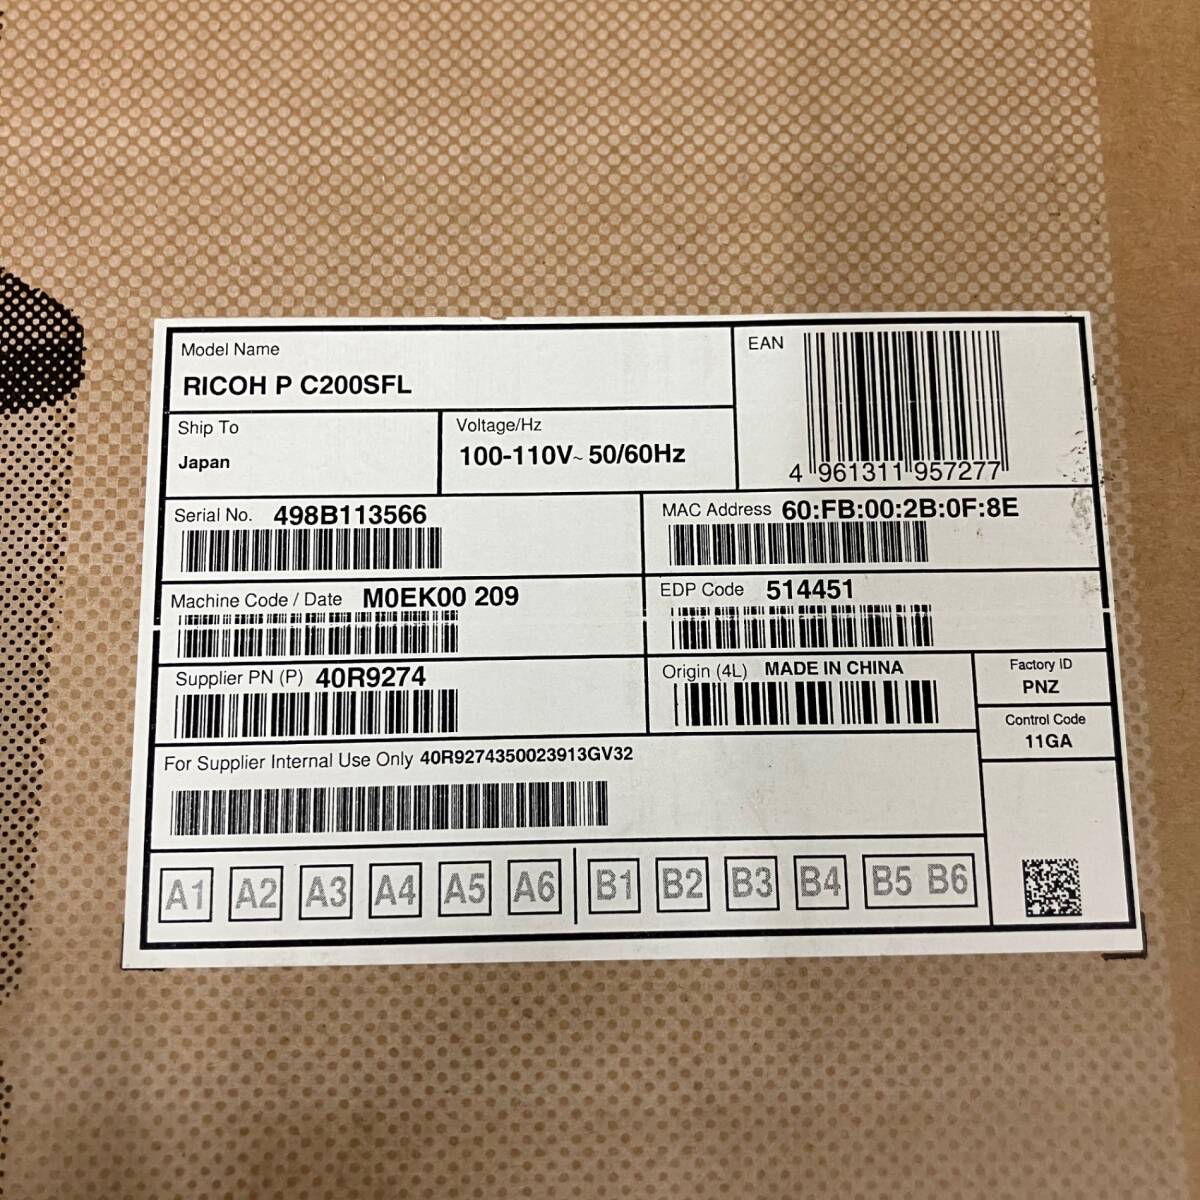 Model Name
RICOH P C200SFL
EAN
4 961311 957277
Ship To
Japan
Voltage/Hz
100-110V~ 50/60Hz
Serial No. 498B113566
MAC Address 60:FB:00:2B:0F:8E
Machine Code / Date M0EK00 209
EDP Code 514451
Supplier PN (P) 40R9274
Origin (4L) MADE IN CHINA
Factory ID
PNZ
Control Code
11GA
For Supplier Internal Use Only 40R9274350023913GV32
A1 A2 A3 A4 A5 A6 B1 B2 B3 B4 B5 B6